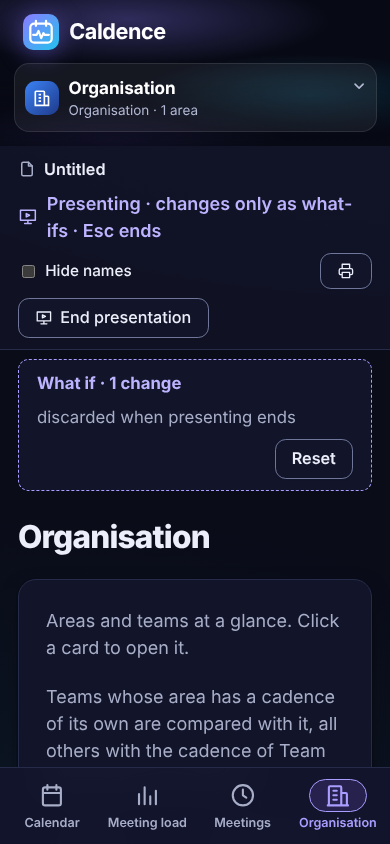 Caldence
Organisation
Organisation · 1 area
Untitled
Presenting · changes only as what-
ifs · Esc ends
Hide names
End presentation
What if · 1 change
discarded when presenting ends
Reset
Organisation
Areas and teams at a glance. Click
a card to open it.
Teams whose area has a cadence
of its own are compared with it, all
others with the cadence of Team
Calendar
Meeting load
Meetings
Organisation